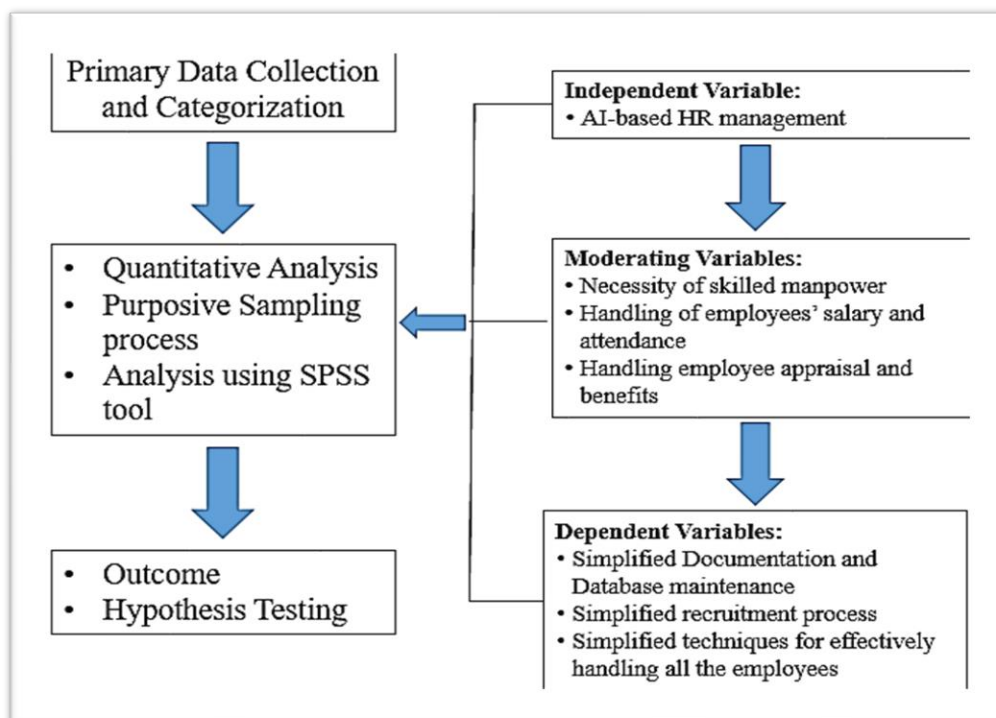 Primary Data Collection
and Categorization
• Quantitative Analysis
• Purposive Sampling
process
• Analysis using SPSS
tool
• Outcome
• Hypothesis Testing
Independent Variable:
• AI-based HR management
Moderating Variables:
• Necessity of skilled manpower
• Handling of employees’ salary and
attendance
• Handling employee appraisal and
benefits
Dependent Variables:
• Simplified Documentation and
Database maintenance
• Simplified recruitment process
• Simplified techniques for effectively
handling all the employees